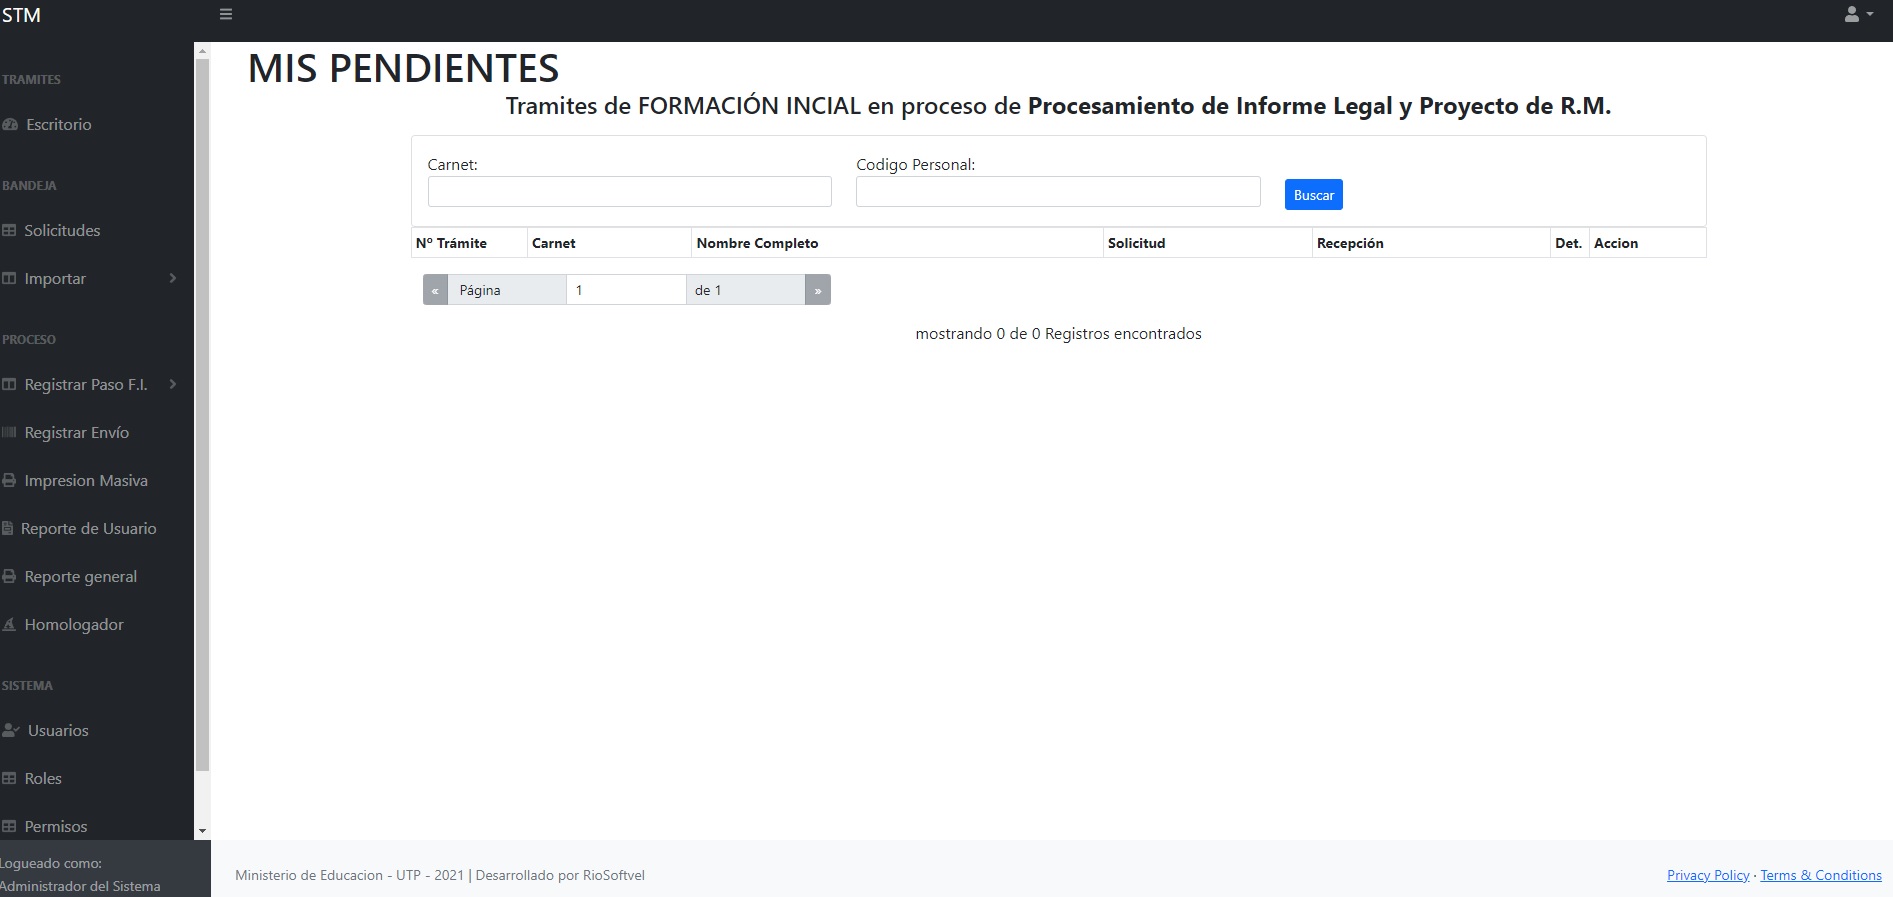 STM
TRAMITES
Escritorio
BANDEJA
Solicitudes
Importar
PROCESO
Registrar Paso F.I.
Registrar Envío
Impresion Masiva
Reporte de Usuario
Reporte general
Homologador
SISTEMA
Usuarios
Roles
Permisos
Logueado como:
Administrador del Sistema
MIS PENDIENTES
Tramites de FORMACIÓN INCIAL en proceso de Procesamiento de Informe Legal y Proyecto de R.M.
Carnet: Codigo Personal:
Buscar
Nº Trámite Carnet Nombre Completo Solicitud Recepción Det. Accion
« Página 1 de 1 »
mostrando 0 de 0 Registros encontrados
Ministerio de Educacion - UTP - 2021 | Desarrollado por RioSoftvel Privacy Policy · Terms & Conditions